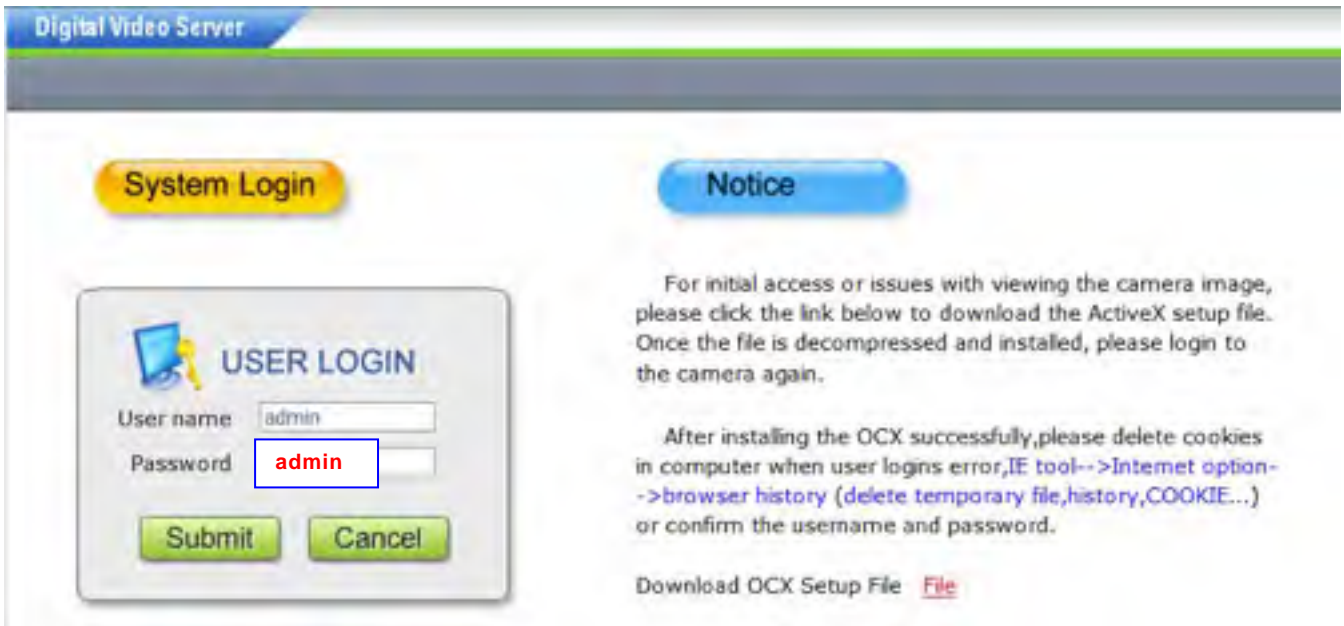 Digital Video Server
System Login
USER LOGIN
User name admin
Password admin
Submit Cancel
Notice
For initial access or issues with viewing the camera image,
please click the link below to download the ActiveX setup file.
Once the file is decompressed and installed, please login to
the camera again.
After installing the OCX successfully,please delete cookies
in computer when user logins error,IE tool-->Internet option-
->browser history (delete temporary file,history,COOKIE...)
or confirm the username and password.
Download OCX Setup File File